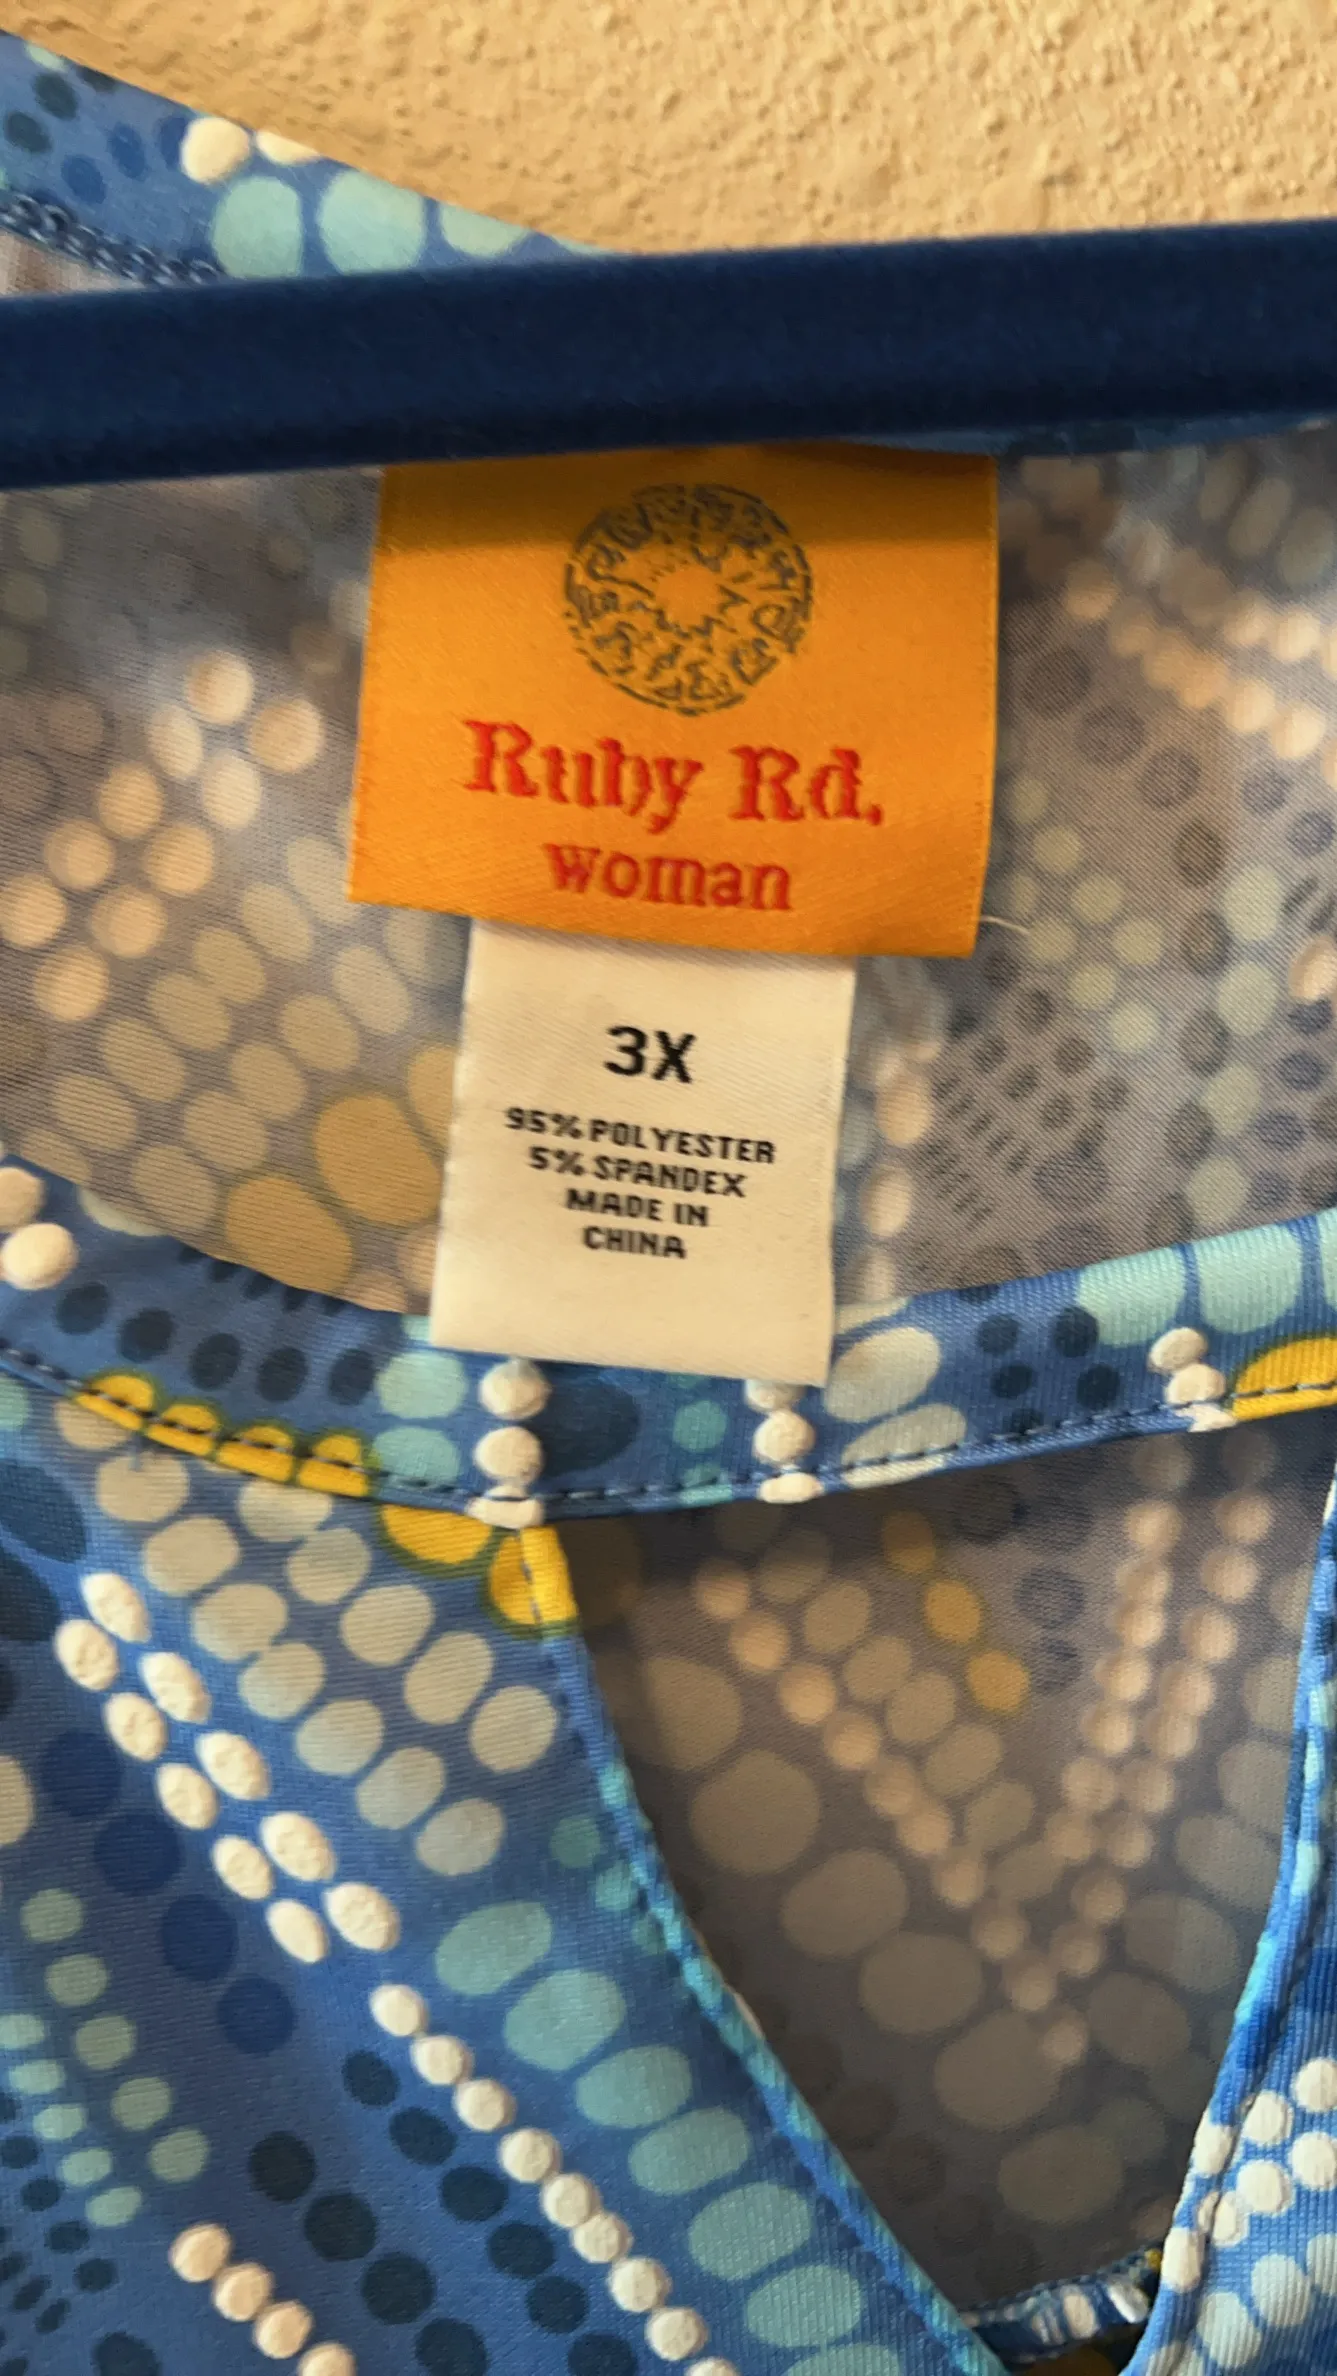 Ruby Rd.
woman
3X
95% POLYESTER
5% SPANDEX
MADE IN
CHINA